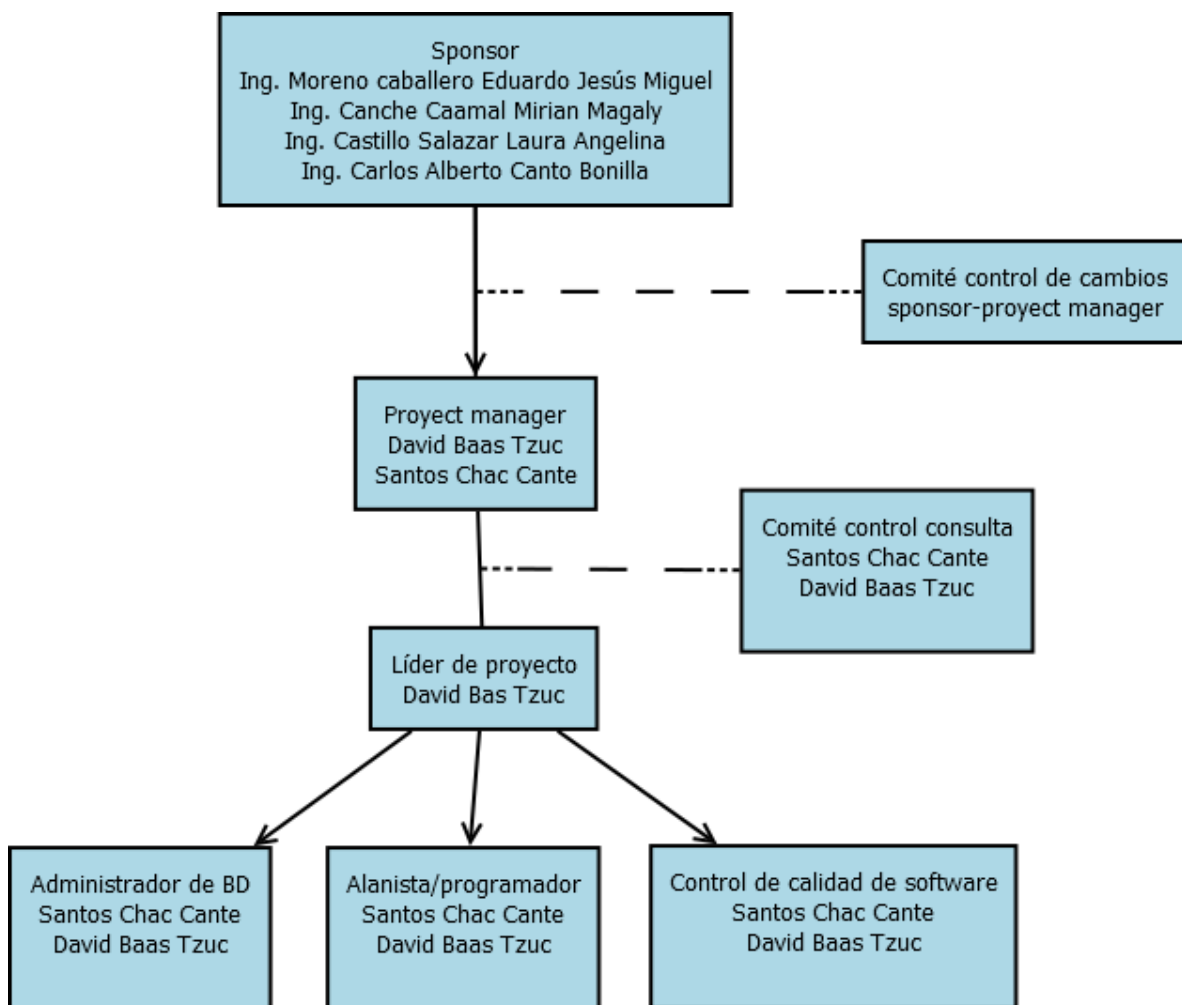 Sponsor
Ing. Moreno caballero Eduardo Jesús Miguel
Ing. Canche Caamal Mirian Magaly
Ing. Castillo Salazar Laura Angelina
Ing. Carlos Alberto Canto Bonilla
Comité control de cambios
sponsor-proyect manager
Proyect manager
David Baas Tzuc
Santos Chac Cante
Comité control consulta
Santos Chac Cante
David Baas Tzuc
Líder de proyecto
David Bas Tzuc
Administrador de BD
Santos Chac Cante
David Baas Tzuc
Alanista/programador
Santos Chac Cante
David Baas Tzuc
Control de calidad de software
Santos Chac Cante
David Baas Tzuc